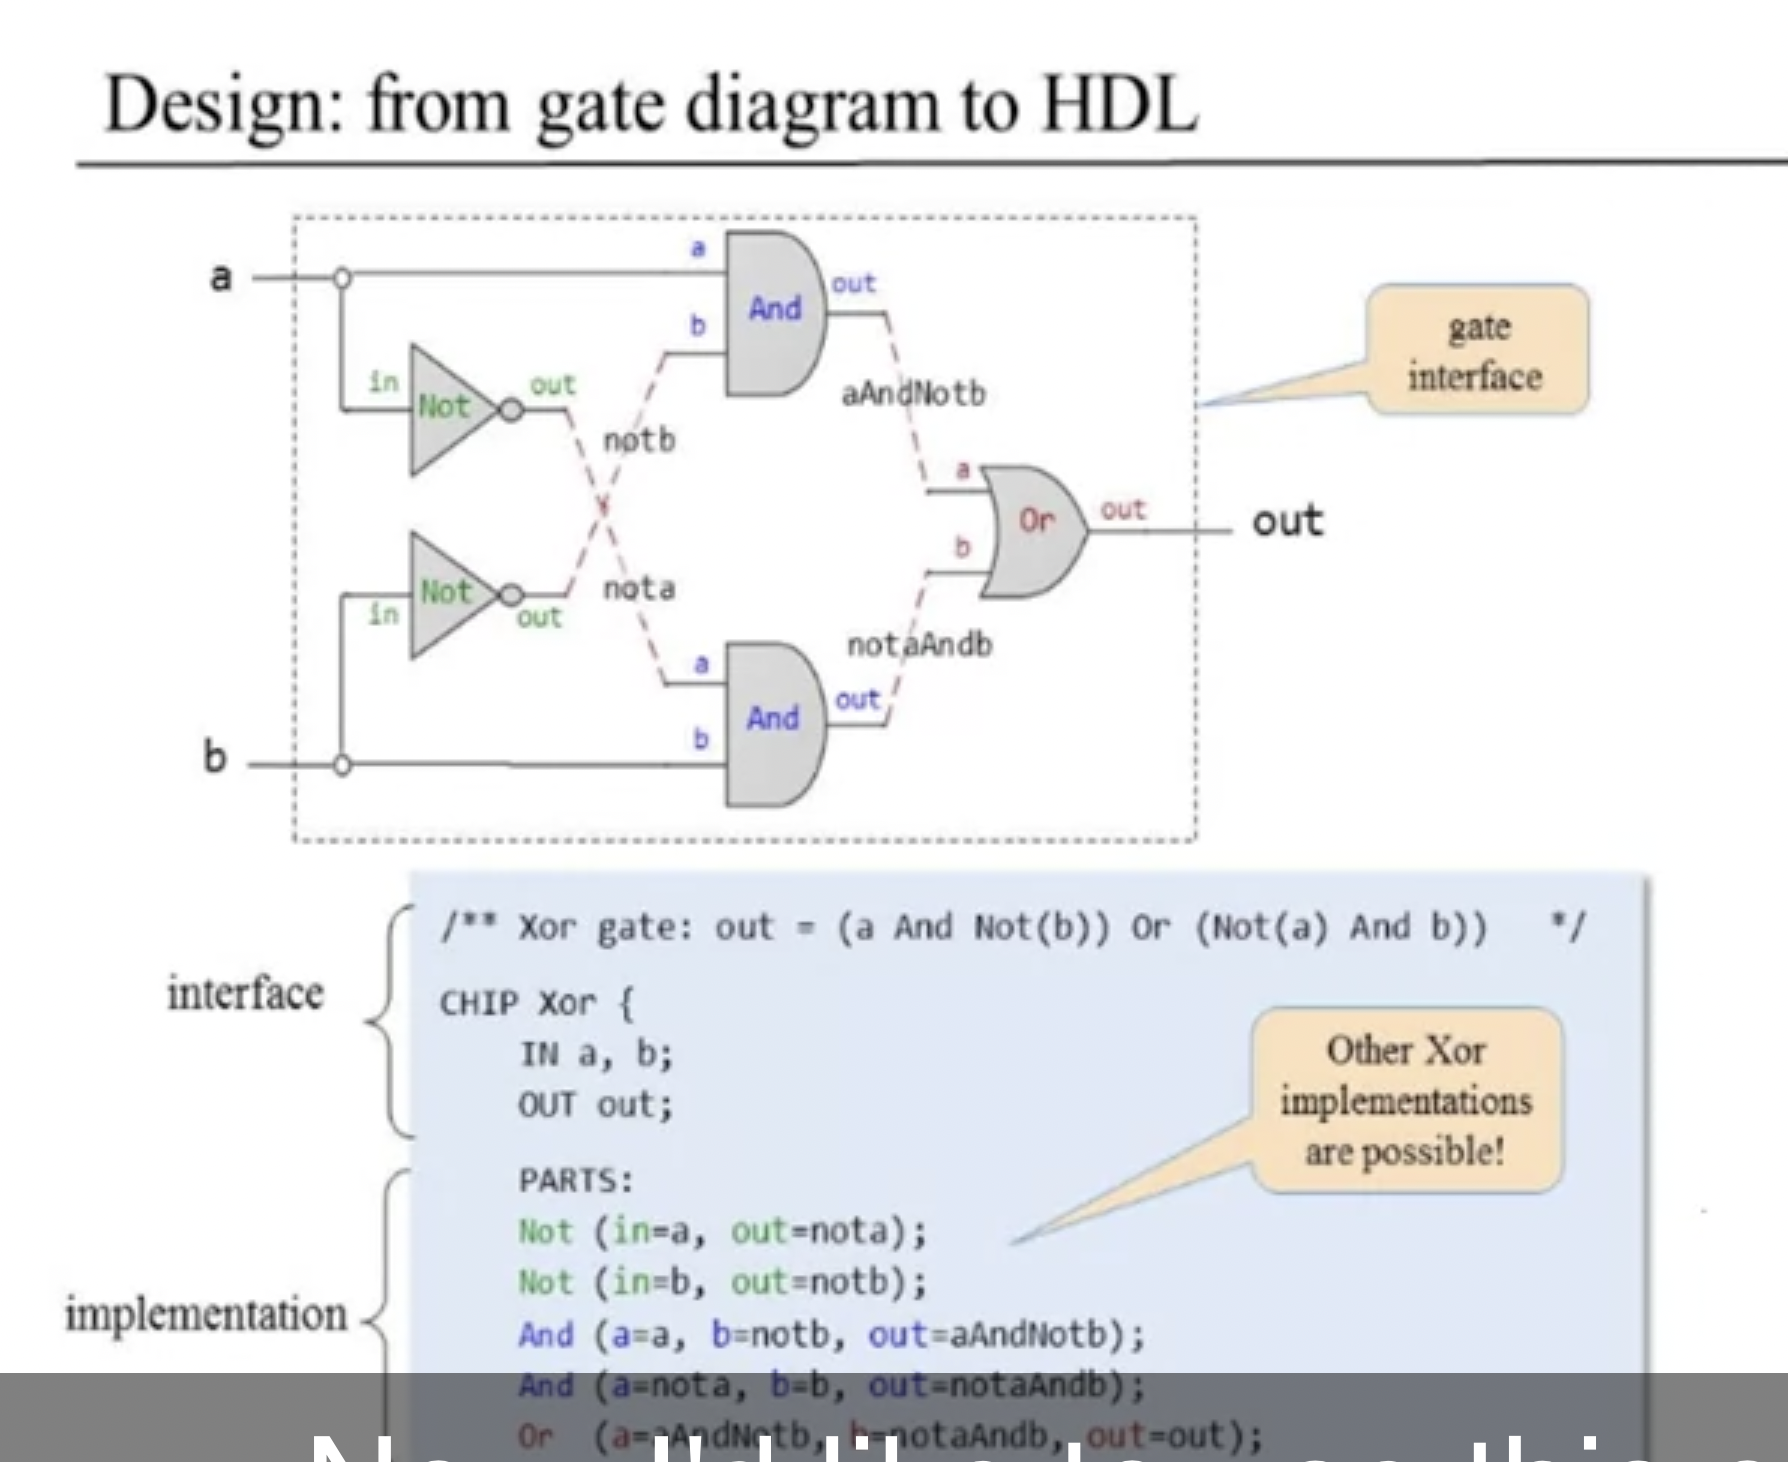 Design: from gate diagram to HDL
a
a
And
out
b
gate
interface
in
Not
out
aAndNotb
notb
a
Or
out
out
b
Not
in
out
nota
notaAndb
a
And
out
b
b
interface
/** Xor gate: out = (a And Not(b)) Or (Not(a) And b))   */
CHIP Xor {
IN a, b;
OUT out;
Other Xor
implementations
are possible!
implementation
PARTS:
Not (in=a, out=nota);
Not (in=b, out=notb);
And (a=a, b=notb, out=aAndNotb);
And (a=nota, b=b, out=notaAndb);
Or (a=aAndNotb, b=notaAndb, out=out);